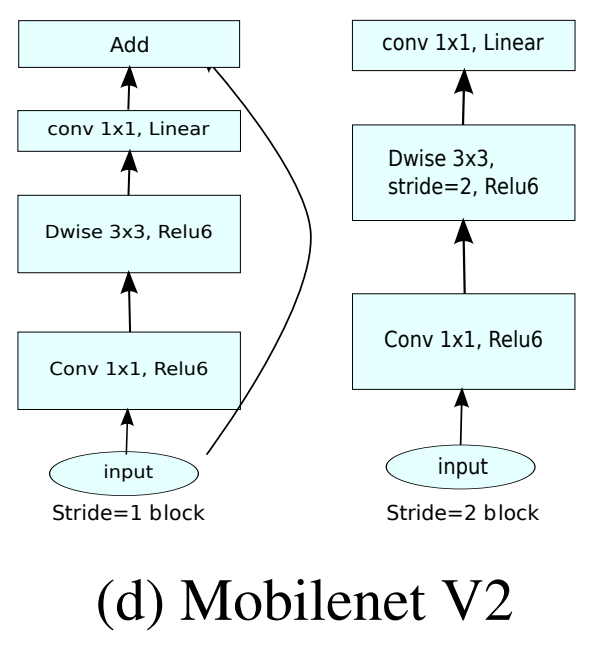 Add
conv 1x1, Linear
Dwise 3x3, Relu6
Conv 1x1, Relu6
input
Stride=1 block
conv 1x1, Linear
Dwise 3x3,
stride=2, Relu6
Conv 1x1, Relu6
input
Stride=2 block
(d) Mobilenet V2